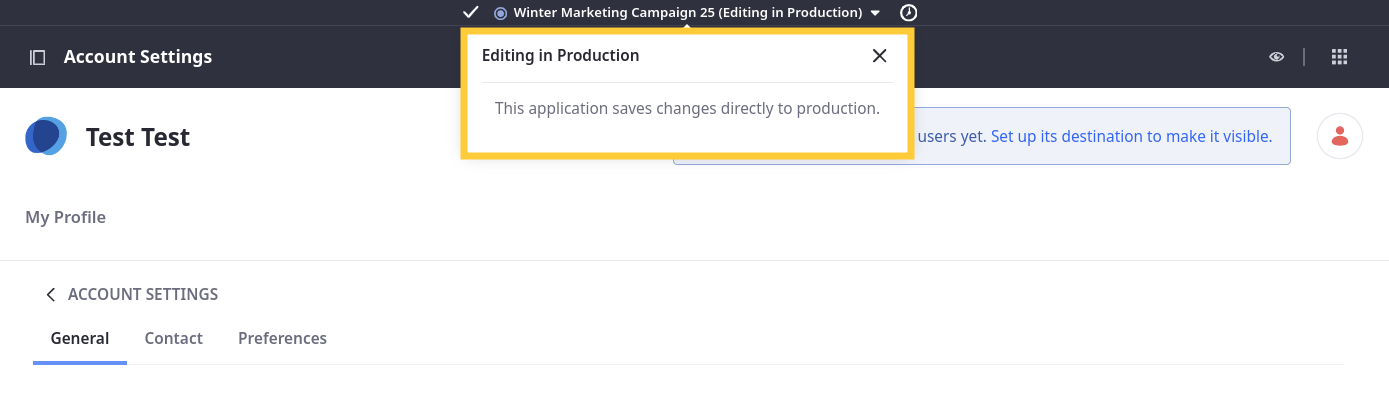 Winter Marketing Campaign 25 (Editing in Production)
Account Settings
Editing in Production
This application saves changes directly to production.
Test Test
users yet. Set up its destination to make it visible.
My Profile
ACCOUNT SETTINGS
General Contact Preferences